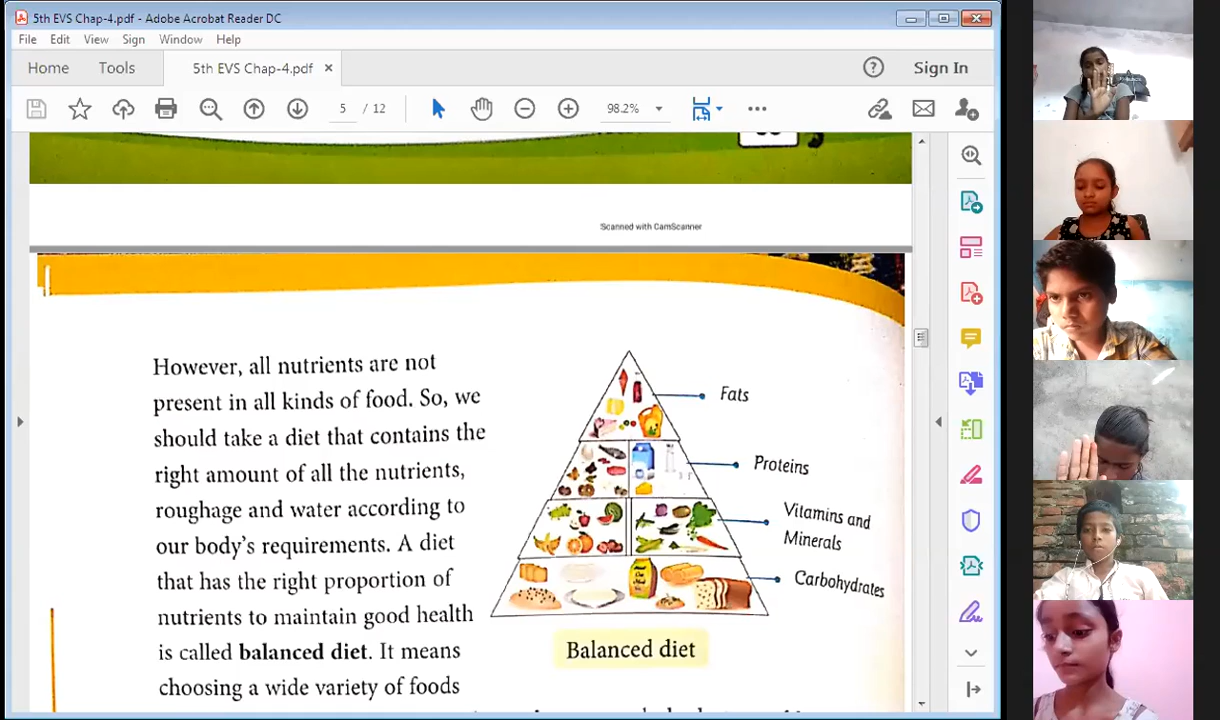 5th EVS Chap-4.pdf - Adobe Acrobat Reader DC
File Edit View Sign Window Help
Home Tools 5th EVS Chap-4.pdf × Sign In
5 / 12 98.2%
Scanned with CamScanner
However, all nutrients are not
present in all kinds of food. So, we
should take a diet that contains the
right amount of all the nutrients,
roughage and water according to
our body's requirements. A diet
that has the right proportion of
nutrients to maintain good health
is called balanced diet. It means
choosing a wide variety of foods
Fats
Proteins
Vitamins and
Minerals
Carbohydrates
Balanced diet